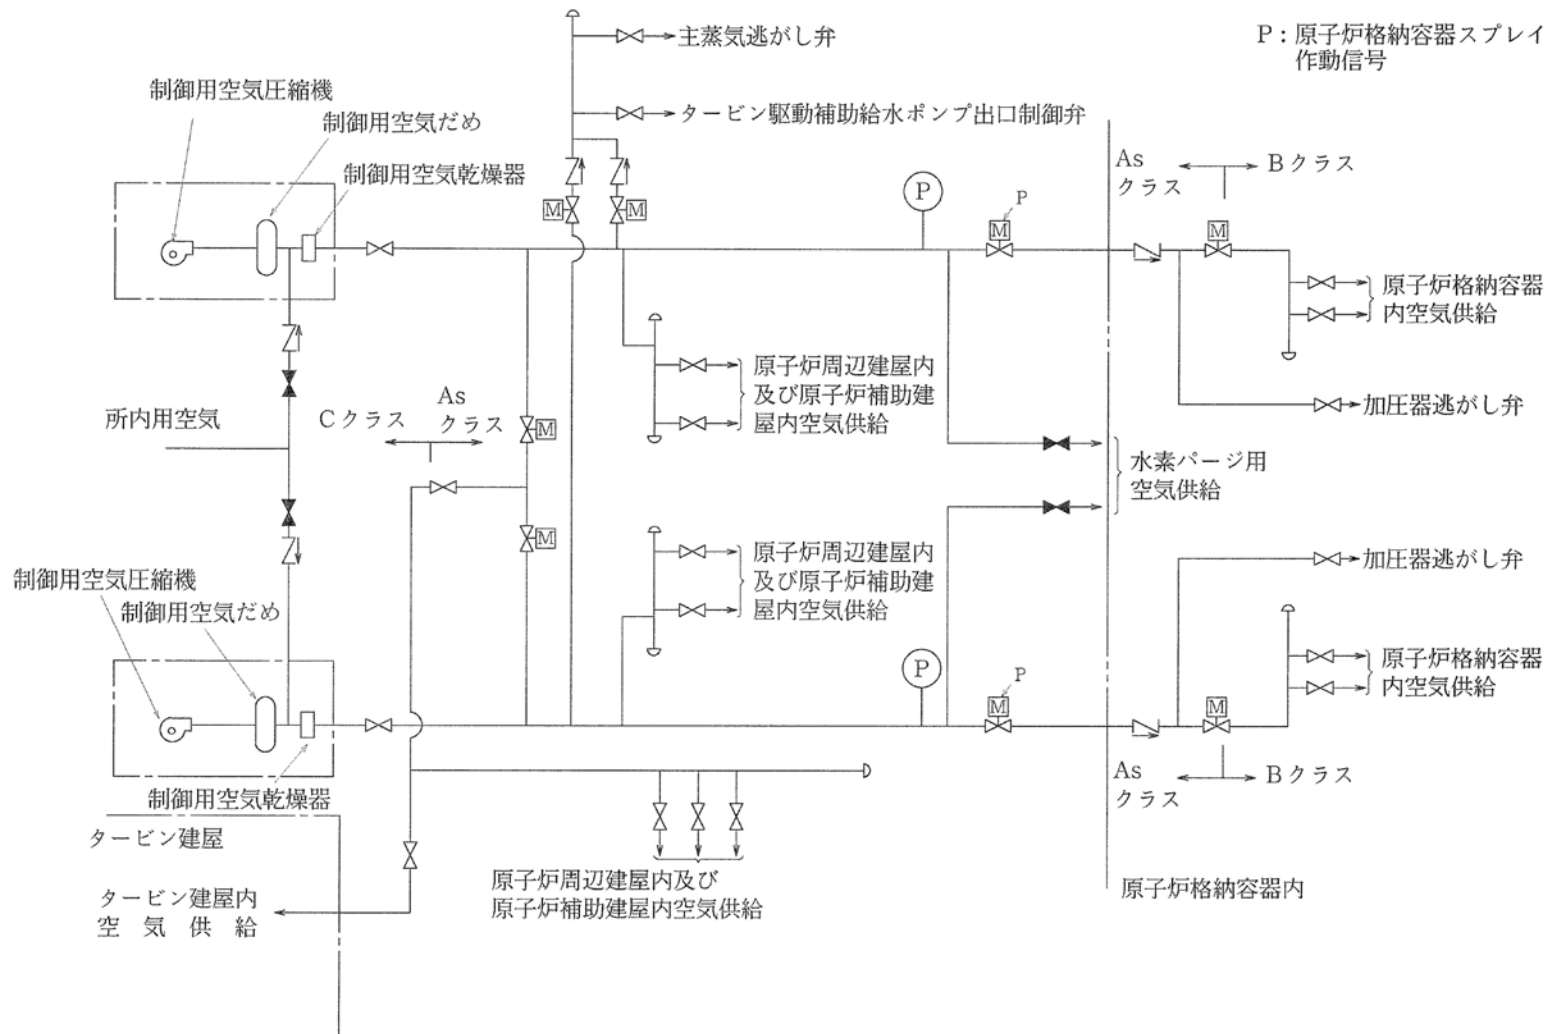 主蒸気逃がし弁
P：原子炉格納容器スプレイ
作動信号
制御用空気圧縮機
制御用空気だめ
タービン駆動補助給水ポンプ出口制御弁
制御用空気乾燥器
As
クラス
Bクラス
P
P
M
M
M
M
原子炉格納容器
内空気供給
原子炉周辺建屋内
及び原子炉補助建
屋内空気供給
加圧器逃がし弁
所内用空気
Cクラス
As
クラス
M
水素パージ用
空気供給
M
原子炉周辺建屋内
及び原子炉補助建
屋内空気供給
加圧器逃がし弁
制御用空気圧縮機
制御用空気だめ
P
P
M
M
原子炉格納容器
内空気供給
制御用空気乾燥器
As
クラス
Bクラス
タービン建屋
タービン建屋内
空気供給
原子炉周辺建屋内及び
原子炉補助建屋内空気供給
原子炉格納容器内